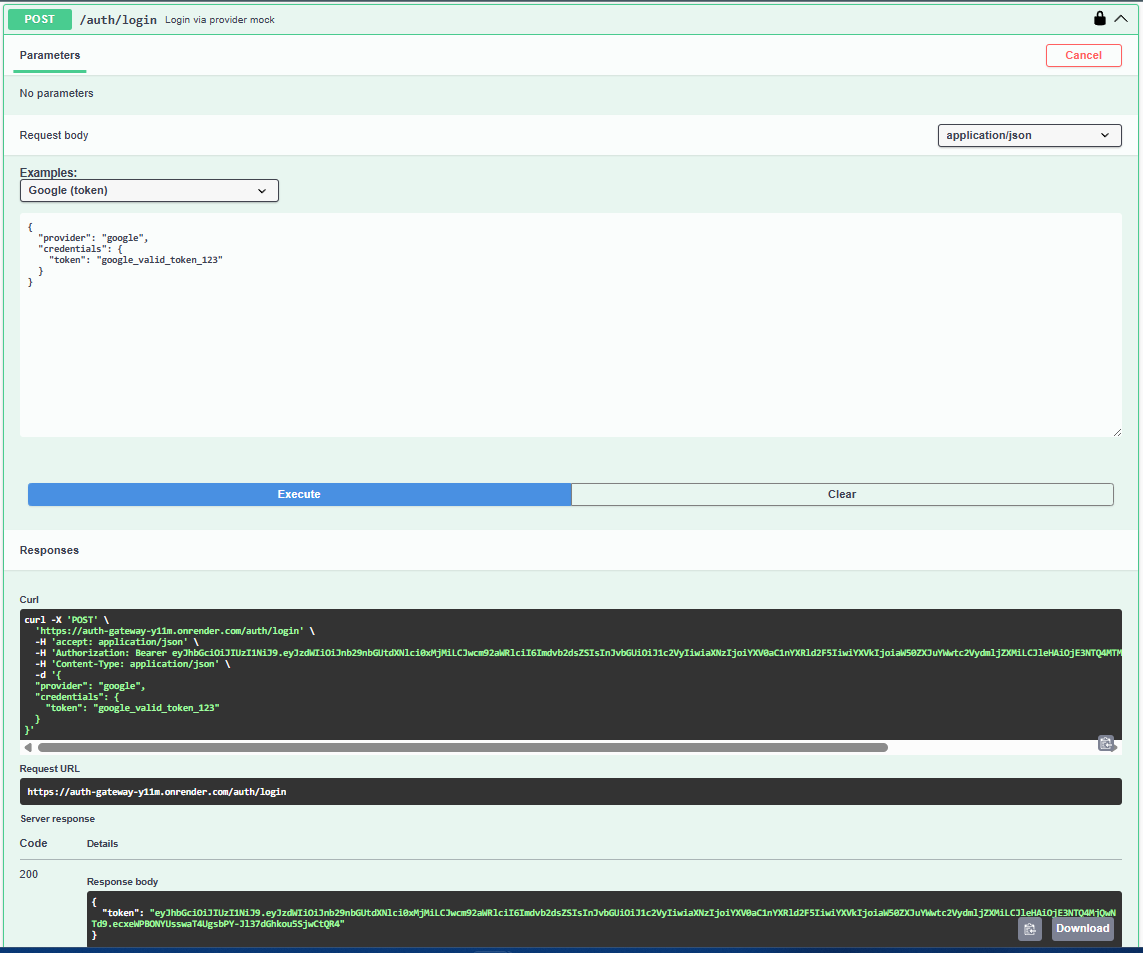 POST /auth/login Login via provider mock
Parameters
Cancel
No parameters
Request body
application/json
Examples:
Google (token)
{
  "provider": "google",
  "credentials": {
    "token": "google_valid_token_123"
  }
}
Execute
Clear
Responses
Curl
curl -X 'POST' \
  'https://auth-gateway-y11m.onrender.com/auth/login' \
  -H 'accept: application/json' \
  -H 'Authorization: Bearer eyJhbGciOiJIUzI1NiJ9.eyJzdWIiOiJnb29nbGUtdXNlci0xMjMiLCJwcm92aWRlciI6Imdvb2dsZSIsInJvbGUiOiJ1c2VyIiwiaXNzIjoiYXV0aC1nYXRld2F5IiwiYXVkIjoiaW50ZXJuYWwtc2VydmljZXMiLCJleHAiOjE3NTQ4MTM
  -H 'Content-Type: application/json' \
  -d '{
  "provider": "google",
  "credentials": {
    "token": "google_valid_token_123"
  }
}'
Request URL
https://auth-gateway-y11m.onrender.com/auth/login
Server response
Code
Details
200
Response body
{
  "token": "eyJhbGciOiJIUzI1NiJ9.eyJzdWIiOiJnb29nbGUtdXNlci0xMjMiLCJwcm92aWRlciI6Imdvb2dsZSIsInJvbGUiOiJ1c2VyIiwiaXNzIjoiYXV0aC1nYXRld2F5IiwiYXVkIjoiaW50ZXJuYWwtc2VydmljZXMiLCJleHAiOjE3NTQ4MjQwN
Td9.ecxeWPBONYUsswaT4UgsbPY-Jl37dGhkou5SjwCtQR4"
}
Download